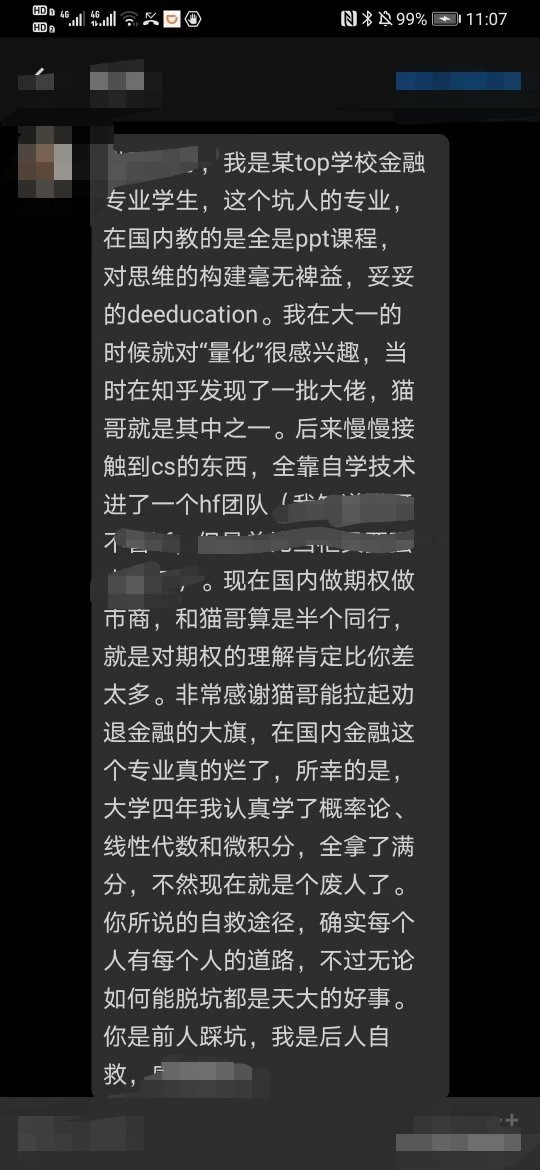 HD 1 4G 4G 99% 11:07
HD 2
，我是某top学校金融
专业学生，这个坑人的专业，
在国内教的是全是ppt课程，
对思维的构建毫无裨益，妥妥
的deeducation。我在大一的
时候就对“量化”很感兴趣，当
时在知乎发现了一批大佬，猫
哥就是其中之一。后来慢慢接
触到cs的东西，全靠自学技术
进了一个hf团队（我
不
。现在国内做期权做
市商，和猫哥算是半个同行，
就是对期权的理解肯定比你差
太多。非常感谢猫哥能拉起劝
退金融的大旗，在国内金融这
个专业真的烂了，所幸的是，
大学四年我认真学了概率论、
线性代数和微积分，全拿了满
分，不然现在就是个废人了。
你所说的自救途径，确实每个
人有每个人的道路，不过无论
如何能脱坑都是天大的好事。
你是前人踩坑，我是后人自
救，